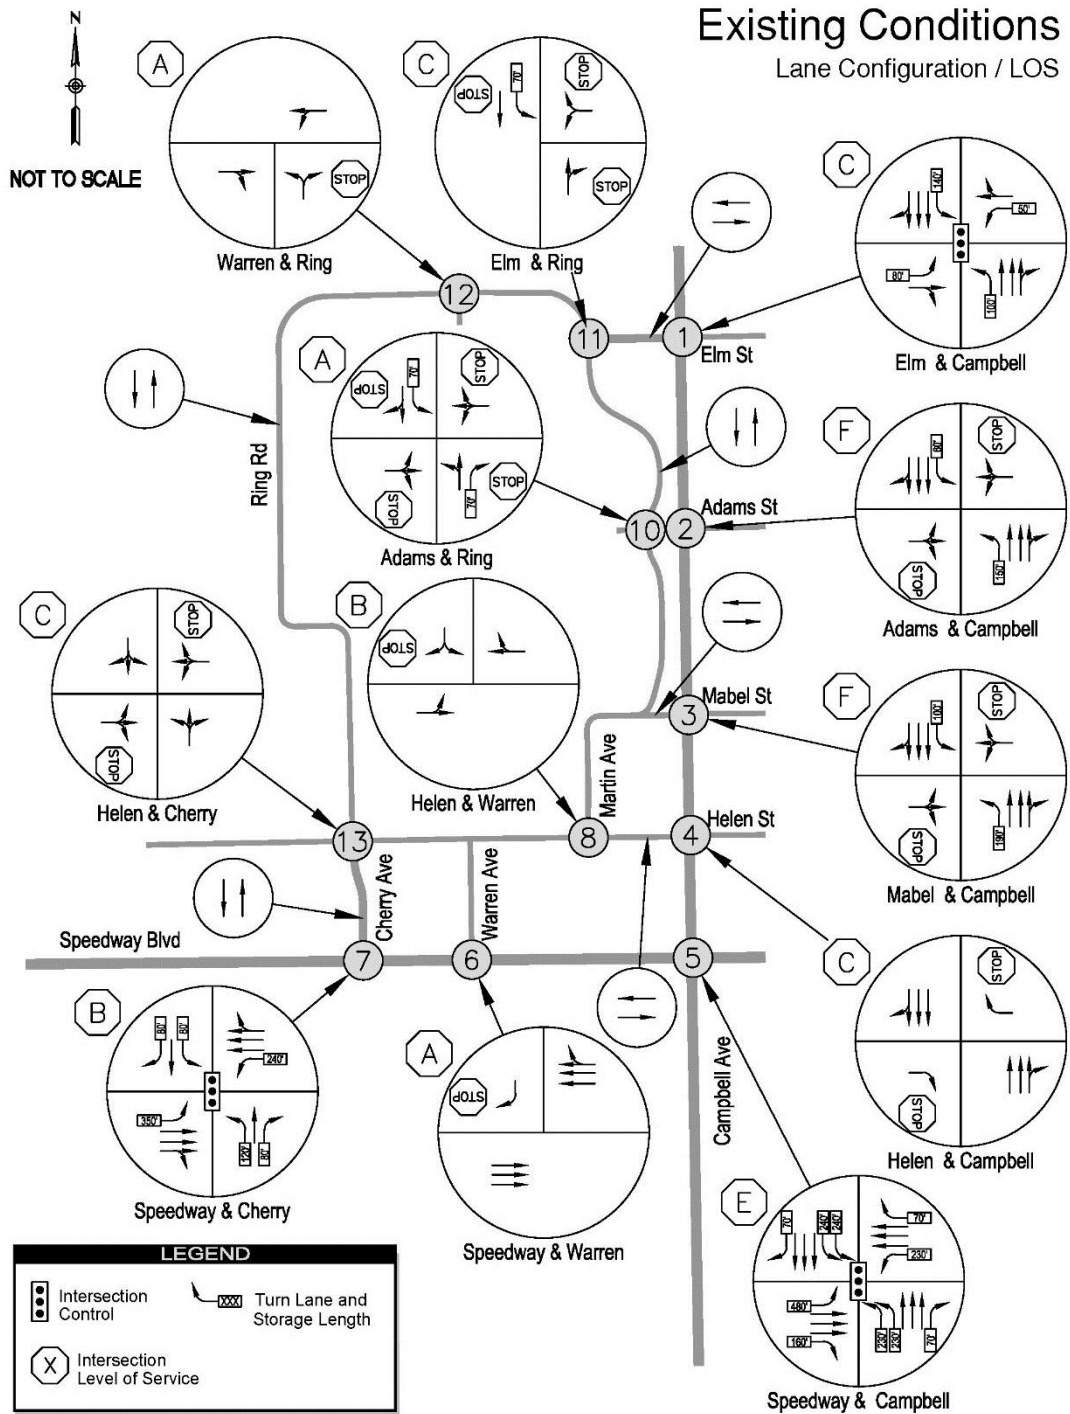 Existing Conditions
Lane Configuration / LOS
N
NOT TO SCALE
A
STOP
Warren & Ring
C
STOP
70'
STOP
STOP
Elm & Ring
C
140'
50'
80'
100'
Elm & Campbell
12
11
1
Elm St
A
STOP
70'
STOP
70'
STOP
Adams & Ring
Ring Rd
F
60'
STOP
STOP
150'
Adams & Campbell
Adams St
10
2
C
STOP
STOP
Helen & Cherry
B
STOP
Helen & Warren
Mabel St
3
Martin Ave
F
100'
STOP
STOP
190'
Mabel & Campbell
13
8
4
Helen St
Cherry Ave
Warren Ave
Speedway Blvd
7
6
5
Campbell Ave
C
STOP
STOP
Helen & Campbell
B
80'
80'
240'
350'
120'
80'
Speedway & Cherry
A
STOP
Speedway & Warren
E
70'
240'
240'
70'
230'
480'
160'
230'
230'
70'
Speedway & Campbell
LEGEND
Intersection
Control
XXX
Turn Lane and
Storage Length
X
Intersection
Level of Service